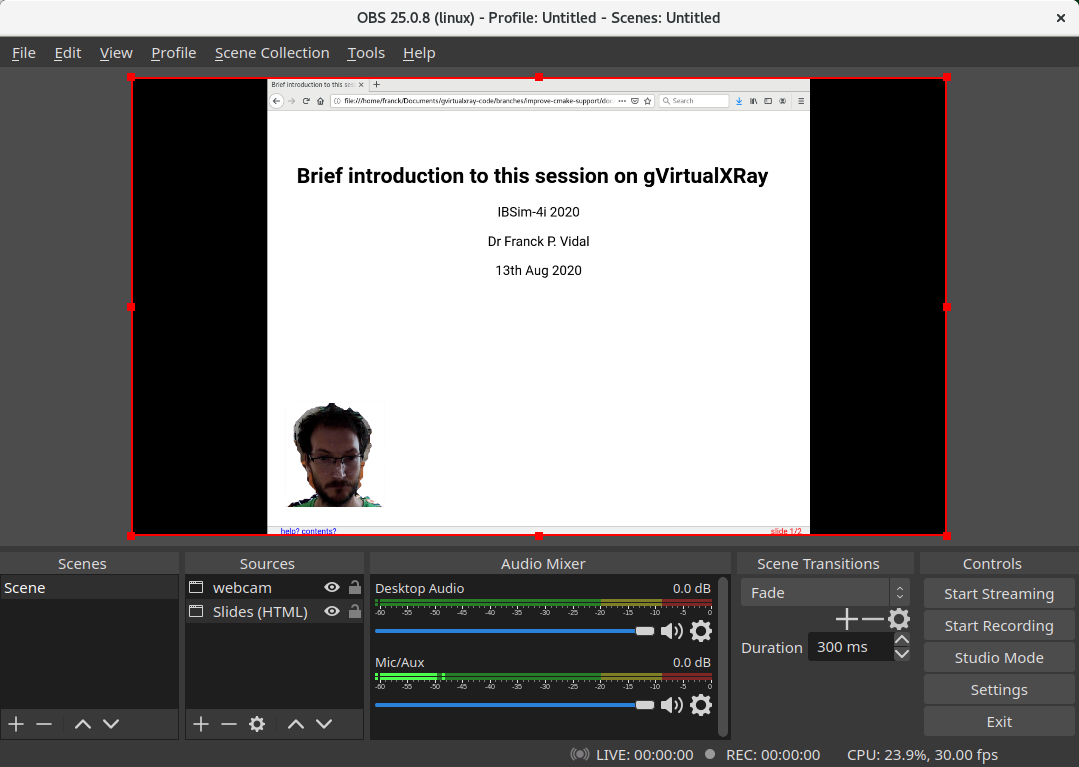 OBS 25.0.8 (linux) - Profile: Untitled - Scenes: Untitled
File Edit View Profile Scene Collection Tools Help
Brief introduction to this ses
file:///home/franck/Documents/gvirtualxray-code/branches/improve-cmake-support/doc
Search
Brief introduction to this session on gVirtualXRay
IBSim-4i 2020
Dr Franck P. Vidal
13th Aug 2020
help? contents?
slide 1/2
Scenes
Scene
Sources
webcam
Slides (HTML)
Audio Mixer
Desktop Audio 0.0 dB
-60 -55 -50 -45 -40 -35 -30 -25 -20 -15 -10 -5 0
Mic/Aux 0.0 dB
-60 -55 -50 -45 -40 -35 -30 -25 -20 -15 -10 -5 0
Scene Transitions
Fade
Duration 300 ms
Controls
Start Streaming
Start Recording
Studio Mode
Settings
Exit
LIVE: 00:00:00 REC: 00:00:00 CPU: 23.9%, 30.00 fps